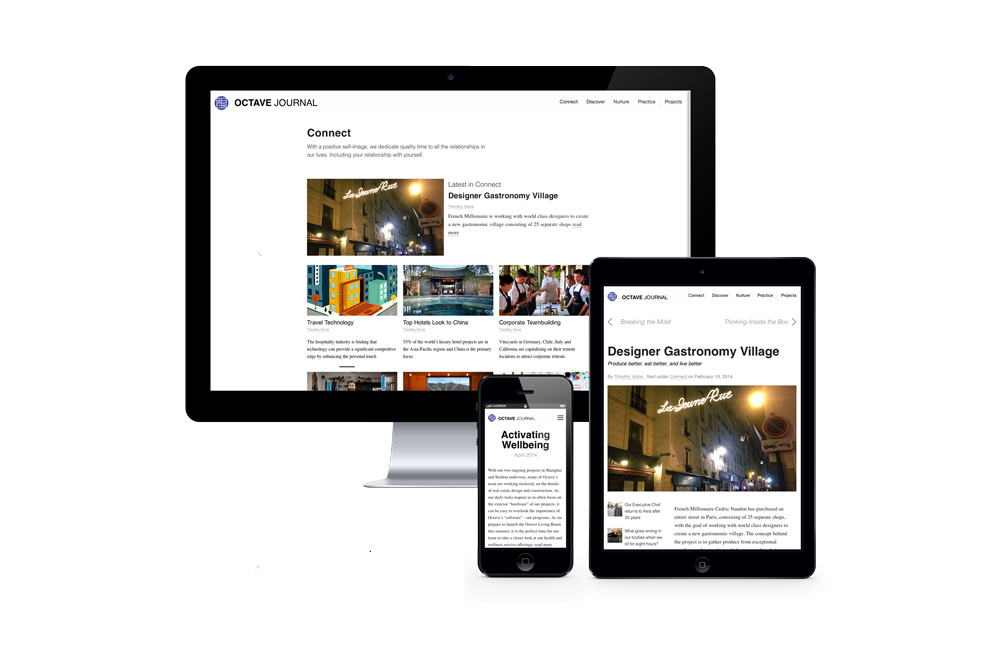 OCTAVE JOURNAL
Connect Discover Nurture Practice Projects
Connect
With a positive self-image, we dedicate quality time to all the relationships in
our lives. Including your relationship with yourself.
La Jeune Rue
Latest in Connect
Designer Gastronomy Village
Timothy Voice
French Millionaire is working with world class designers to create
a new gastronomic village consisting of 25 separate shops read
more
Travel Technology
Timothy Voice
The hospitality industry is finding that
technology can provide a significant competitive
edge by enhancing the personal touch
Top Hotels Look to China
Timothy Voice
55% of the world's luxury hotel projects are in
the Asia-Pacific region and China is the primary
focus
Corporate Teambuilding
Timothy Voice
Vineyards in Germany, Chile, Italy and
California are capitalizing on their remote
locations to attract corporate retreats
CARRIER
OCTAVE JOURNAL
Activating
Wellbeing
April 2014
With our two ongoing projects in Shanghai
and Suzhou underway, many of Octave's
team are working tirelessly on the details
of real estate design and construction. As
our daily tasks require us to often focus on
the exterior "hardware" of our projects, it
can be easy to overlook the importance of
Octave's "software" - our programs. As we
prepare to launch the Octave Living Room
this summer, it is the perfect time for our
team to take a closer look at our health and
wellness service offerings. read more
OCTAVE JOURNAL
Connect Discover Nurture Practice Projects
Breaking the Mold
Thinking Inside the Box
Designer Gastronomy Village
Produce better, eat better, and live better
By Timothy Voice , filed under Connect on February 19, 2014
La Jeune Rue
Our Executive Chef
returns to Asia after
20 years
What goes wrong in
our bodies when we
sit for eight hours?
French Millionaire Cedric Naudon has purchased an
entire street in Paris, consisting of 25 separate shops,
with the goal of working with world class designers to
create a new gastronomic village. The concept behind
the project is to gather produce from exceptional